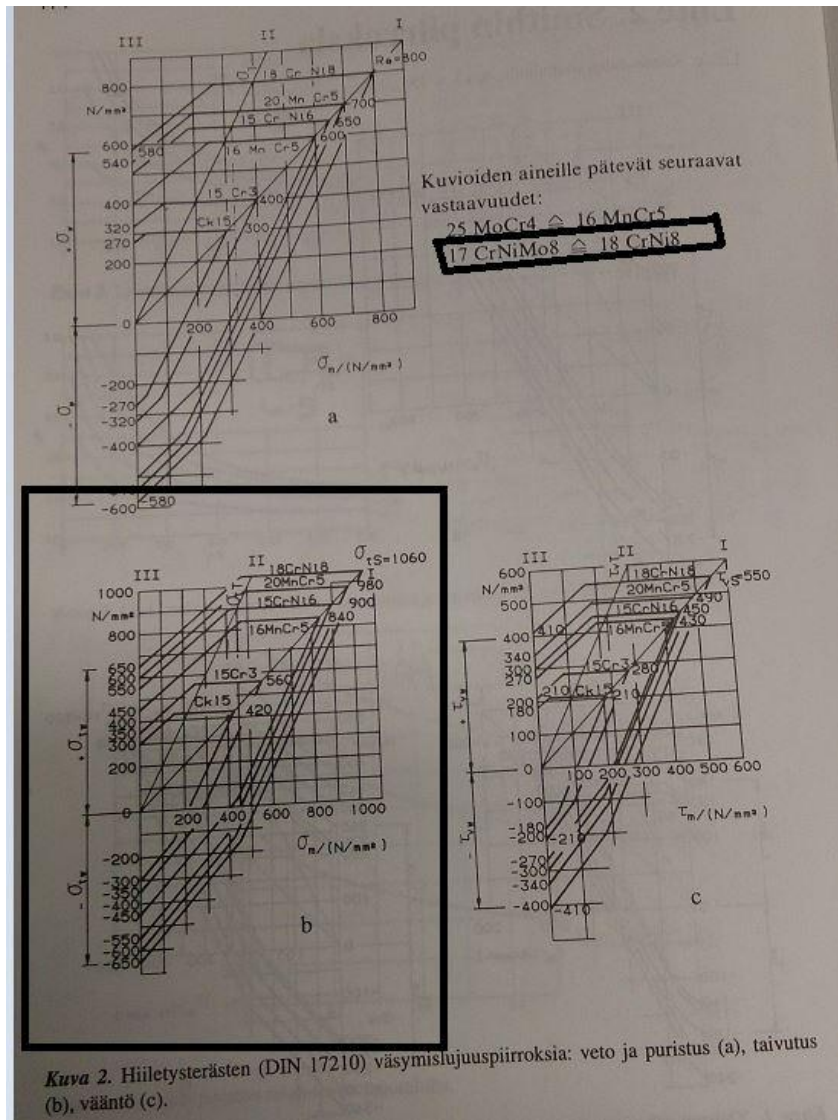 III
II
I
Re=800
800
N/mm²
18 Cr Ni8
20 Mn Cr5
700
15 Cr Ni6
650
600
580
16 Mn Cr5
600
540
400
15 Cr3
400
320
Ck15
300
270
200
0
200
400
600
800
σm/(N/mm²)
-200
-270
-320
-400
-600
-580
a
Kuvioiden aineille pätevät seuraavat
vastaavuudet:
25 MoCr4 ≙ 16 MnCr5
17 CrNiMo8 ≙ 18 CrNi8
III
II
I
σtS=1060
1000
18CrNi8
20MnCr5
980
N/mm²
15CrNi6
900
800
16MnCr5
840
650
600
550
15Cr3
560
450
400
Ck15
420
350
300
200
0
200
400
600
800
1000
σm/(N/mm²)
-200
-300
-350
-400
-450
-550
-600
-650
b
III
II
I
600
18CrNi8
τvS=550
N/mm²
20MnCr5
500
490
15CrNi6
450
400
410
16MnCr5
430
340
300
15Cr3
280
270
210
Ck15
210
200
180
100
0
100
200
300
400
500
600
τm/(N/mm²)
-100
-180
-200
-210
-270
-300
-340
-400
-410
c
Kuva 2. Hiiletysterästen (DIN 17210) väsymislujuuspiirroksia: veto ja puristus (a), taivutus
(b), vääntö (c).